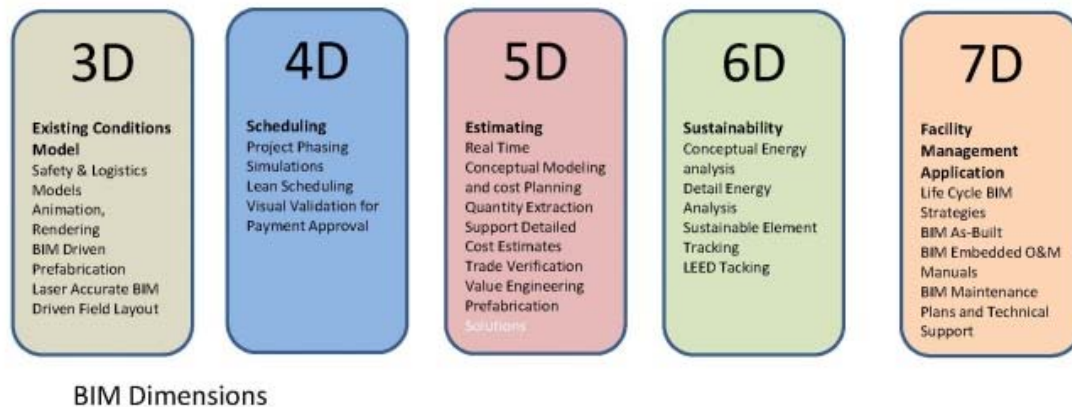 3D
Existing Conditions
Model
Safety & Logistics
Models
Animation,
Rendering
BIM Driven
Prefabrication
Laser Accurate BIM
Driven Field Layout
4D
Scheduling
Project Phasing
Simulations
Lean Scheduling
Visual Validation for
Payment Approval
5D
Estimating
Real Time
Conceptual Modeling
and cost Planning
Quantity Extraction
Support Detailed
Cost Estimates
Trade Verification
Value Engineering
Prefabrication
Solutions
6D
Sustainability
Conceptual Energy
analysis
Detail Energy
Analysis
Sustainable Element
Tracking
LEED Tacking
7D
Facility
Management
Application
Life Cycle BIM
Strategies
BIM As-Built
BIM Embedded O&M
Manuals
BIM Maintenance
Plans and Technical
Support
BIM Dimensions